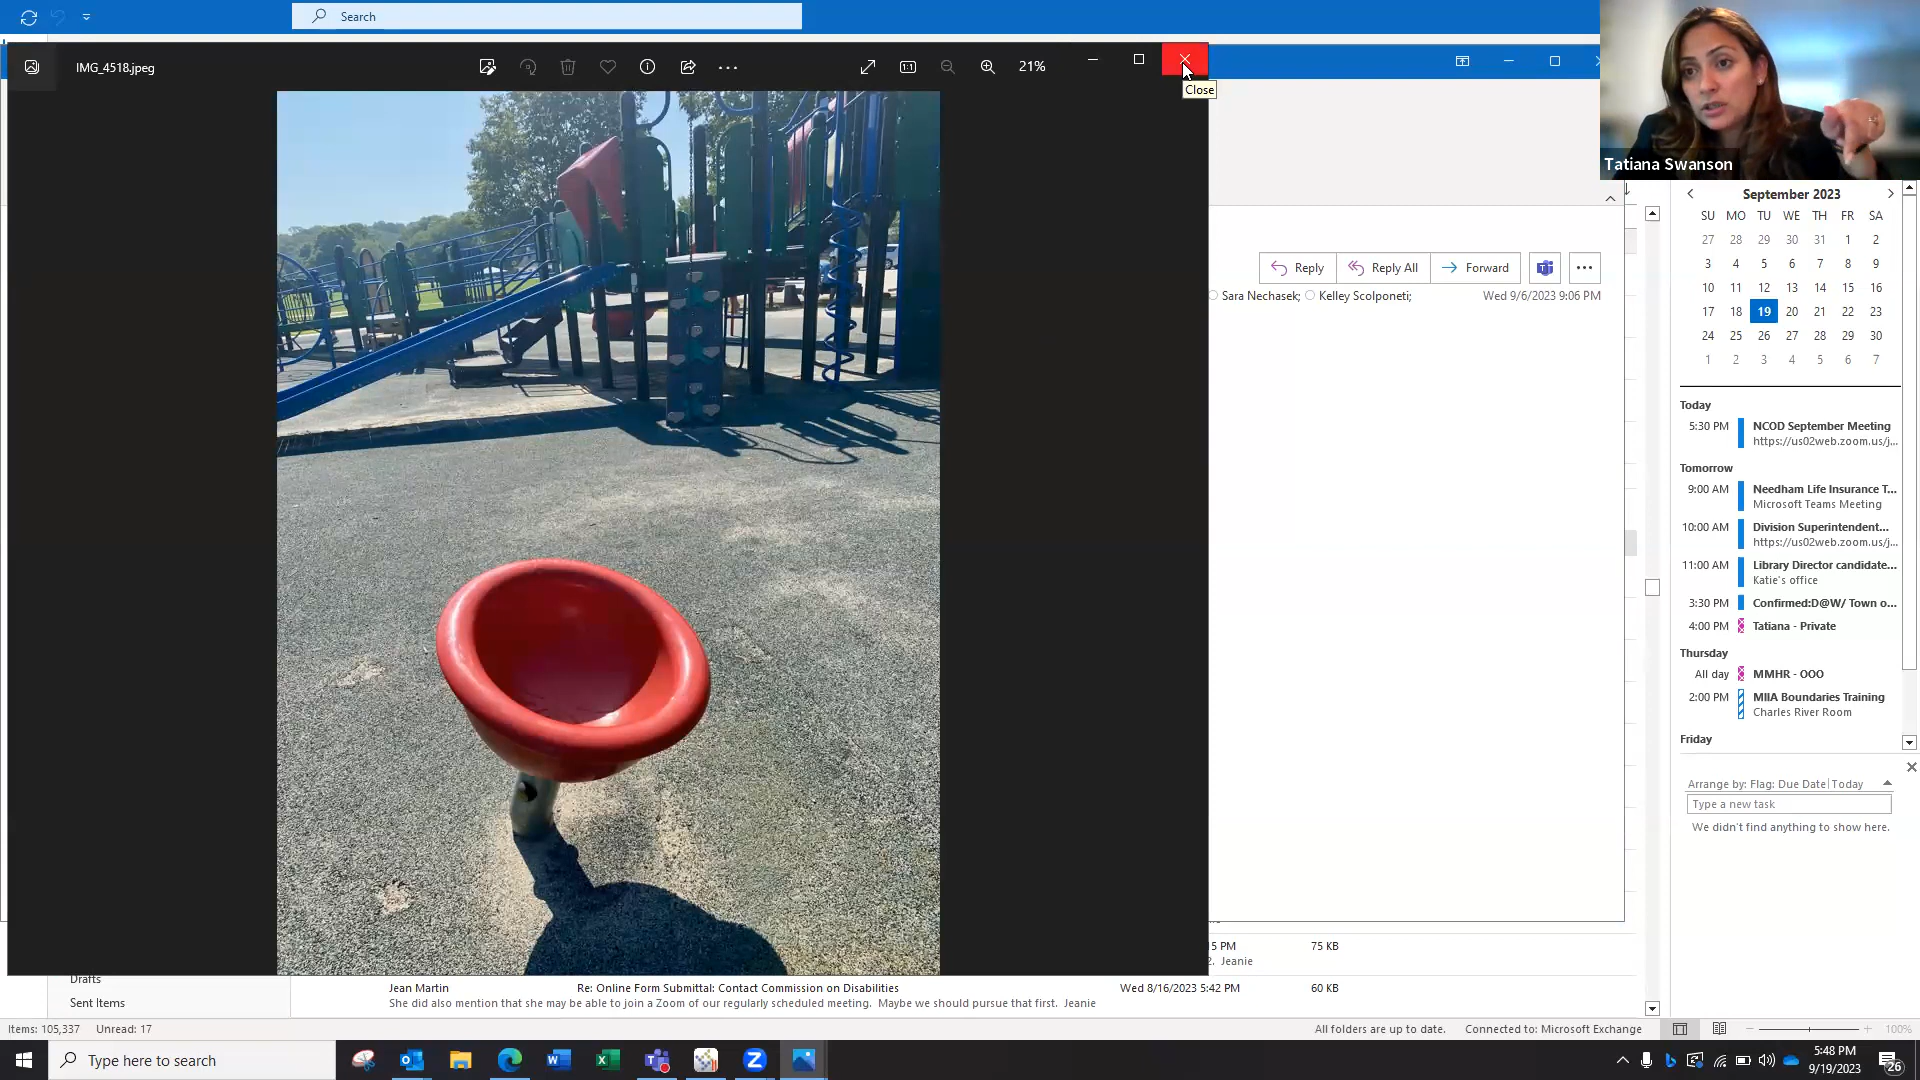 Search
IMG_4518.jpeg
21%
Close
Tatiana Swanson
September 2023
SU MO TU WE TH FR SA
27 28 29 30 31 1 2
3 4 5 6 7 8 9
10 11 12 13 14 15 16
17 18 19 20 21 22 23
24 25 26 27 28 29 30
1 2 3 4 5 6 7
Reply
Reply All
Forward
Sara Nechasek; Kelley Scolponeti;
Wed 9/6/2023 9:06 PM
Today
5:30 PM NCOD September Meeting
https://us02web.zoom.us/j...
Tomorrow
9:00 AM Needham Life Insurance T...
Microsoft Teams Meeting
10:00 AM Division Superintendent...
https://us02web.zoom.us/j...
11:00 AM Library Director candidate...
Katie's office
3:30 PM Confirmed:D@W/ Town o...
4:00 PM Tatiana - Private
Thursday
All day MMHR - OOO
2:00 PM MIIA Boundaries Training
Charles River Room
Friday
Arrange by: Flag: Due Date Today
Type a new task
We didn't find anything to show here.
5 PM 75 KB
2. Jeanie
Drafts
Sent Items
Jean Martin Re: Online Form Submittal: Contact Commission on Disabilities Wed 8/16/2023 5:42 PM 60 KB
She did also mention that she may be able to join a Zoom of our regularly scheduled meeting. Maybe we should pursue that first. Jeanie
Items: 105,337 Unread: 17
All folders are up to date. Connected to: Microsoft Exchange
100%
Type here to search
5:48 PM
9/19/2023
26